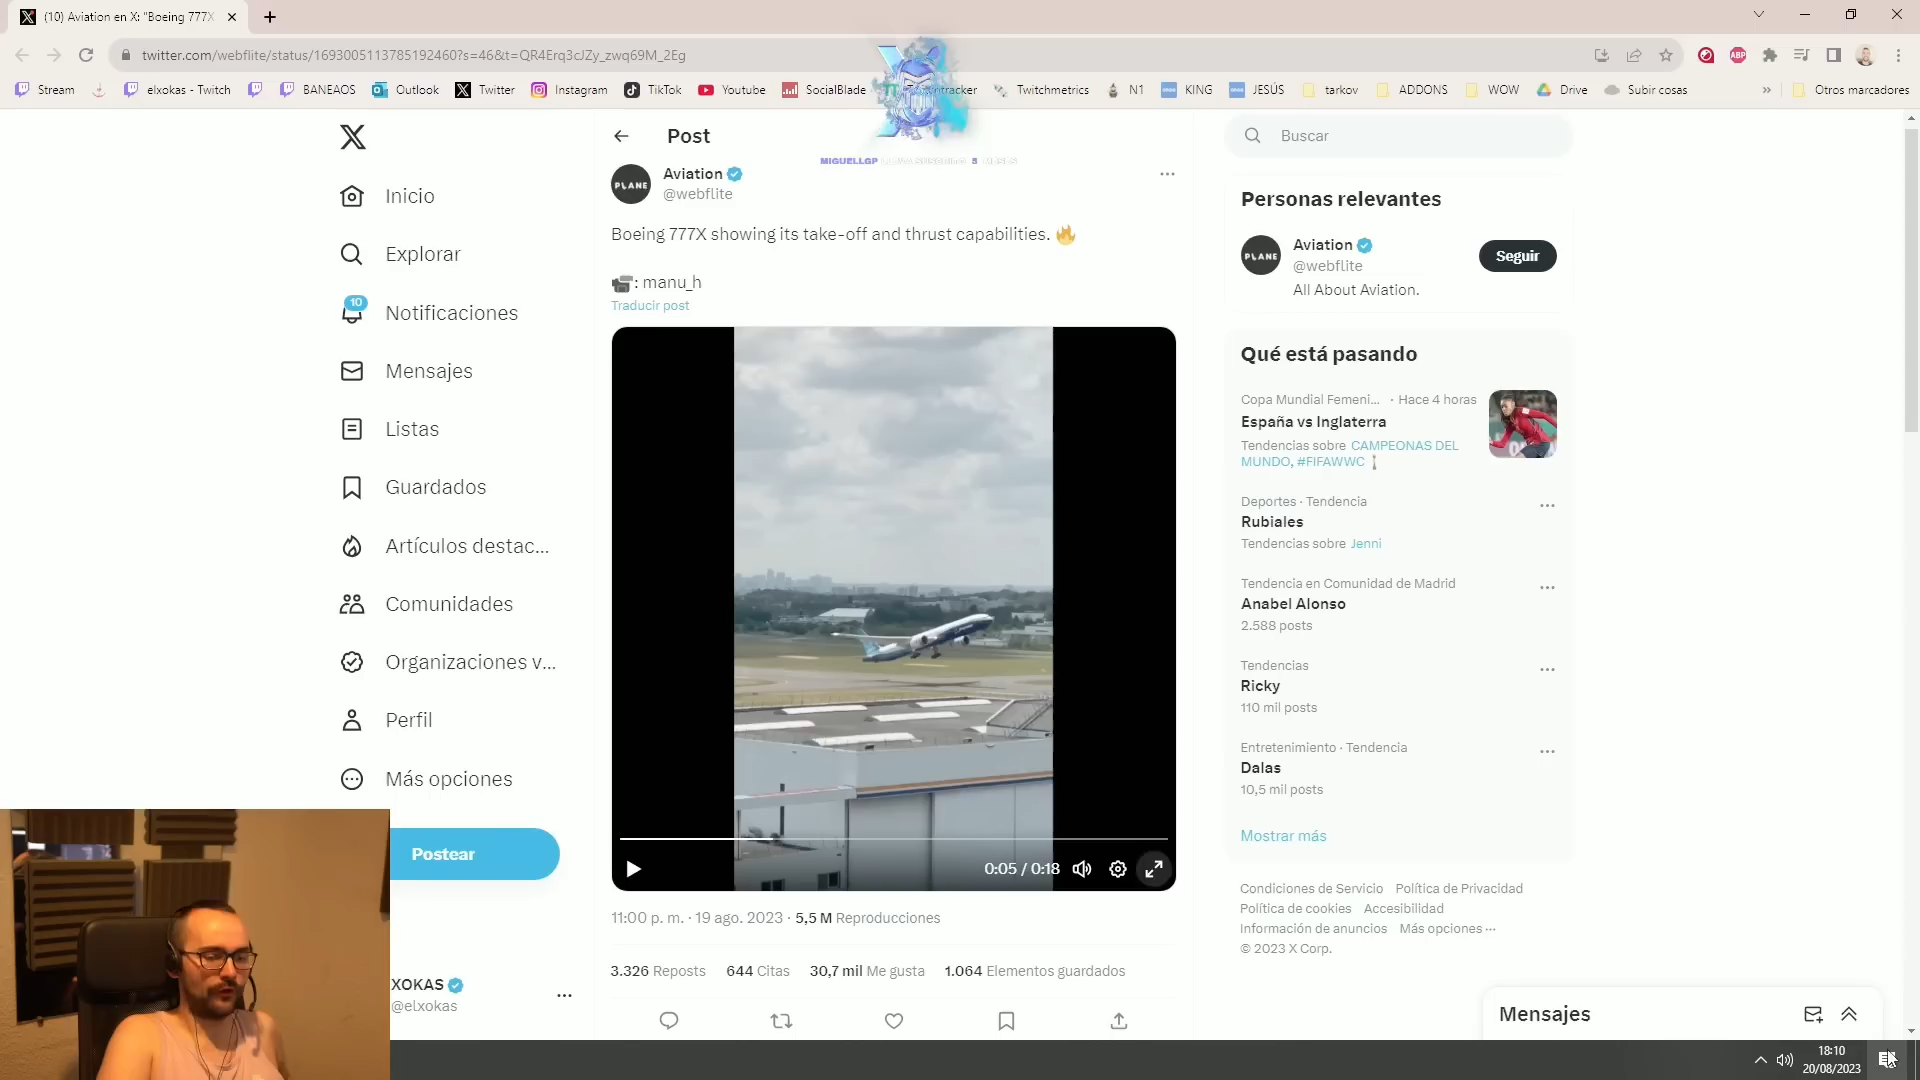 (10) Aviation en X: "Boeing 777X
twitter.com/webflite/status/1693005113785192460?s=46&t=QR4Erq3cJZy_zwq69M_2Eg
Stream
elxokas - Twitch
BANEAOS
Outlook
Twitter
Instagram
TikTok
Youtube
SocialBlade
Twitchmetrics
N1
KING
JESÚS
tarkov
ADDONS
WOW
Drive
Subir cosas
»
Otros marcadores
Inicio
Explorar
10
Notificaciones
Mensajes
Listas
Guardados
Artículos destac...
Comunidades
Organizaciones v...
Perfil
Más opciones
Postear
XOKAS
@elxokas
Post
MIGUELLGP
PLANE
Aviation
@webflite
Boeing 777X showing its take-off and thrust capabilities. 🔥
: manu_h
Traducir post
0:05 / 0:18
11:00 p. m. · 19 ago. 2023 · 5,5 M Reproducciones
3.326 Reposts 644 Citas 30,7 mil Me gusta 1.064 Elementos guardados
Buscar
Personas relevantes
PLANE
Aviation
@webflite
Seguir
All About Aviation.
Qué está pasando
Copa Mundial Femeni... · Hace 4 horas
España vs Inglaterra
Tendencias sobre CAMPEONAS DEL
MUNDO, #FIFAWWC
Deportes · Tendencia
Rubiales
Tendencias sobre Jenni
Tendencia en Comunidad de Madrid
Anabel Alonso
2.588 posts
Tendencias
Ricky
110 mil posts
Entretenimiento · Tendencia
Dalas
10,5 mil posts
Mostrar más
Condiciones de Servicio Política de Privacidad
Política de cookies Accesibilidad
Información de anuncios Más opciones ···
© 2023 X Corp.
Mensajes
18:10
20/08/2023